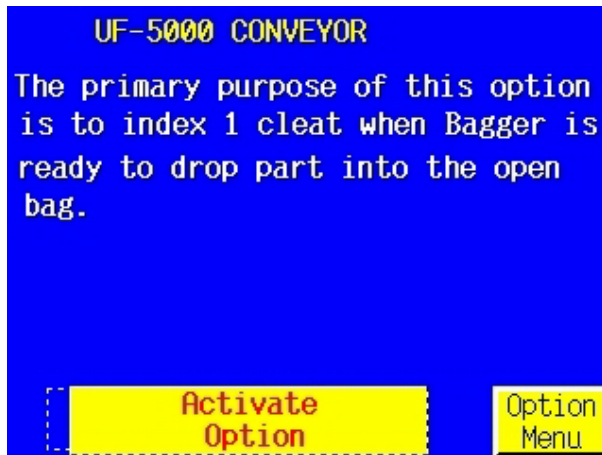 UF-5000 CONVEYOR
The primary purpose of this option
is to index 1 cleat when Bagger is
ready to drop part into the open
bag.
Activate
Option
Option
Menu